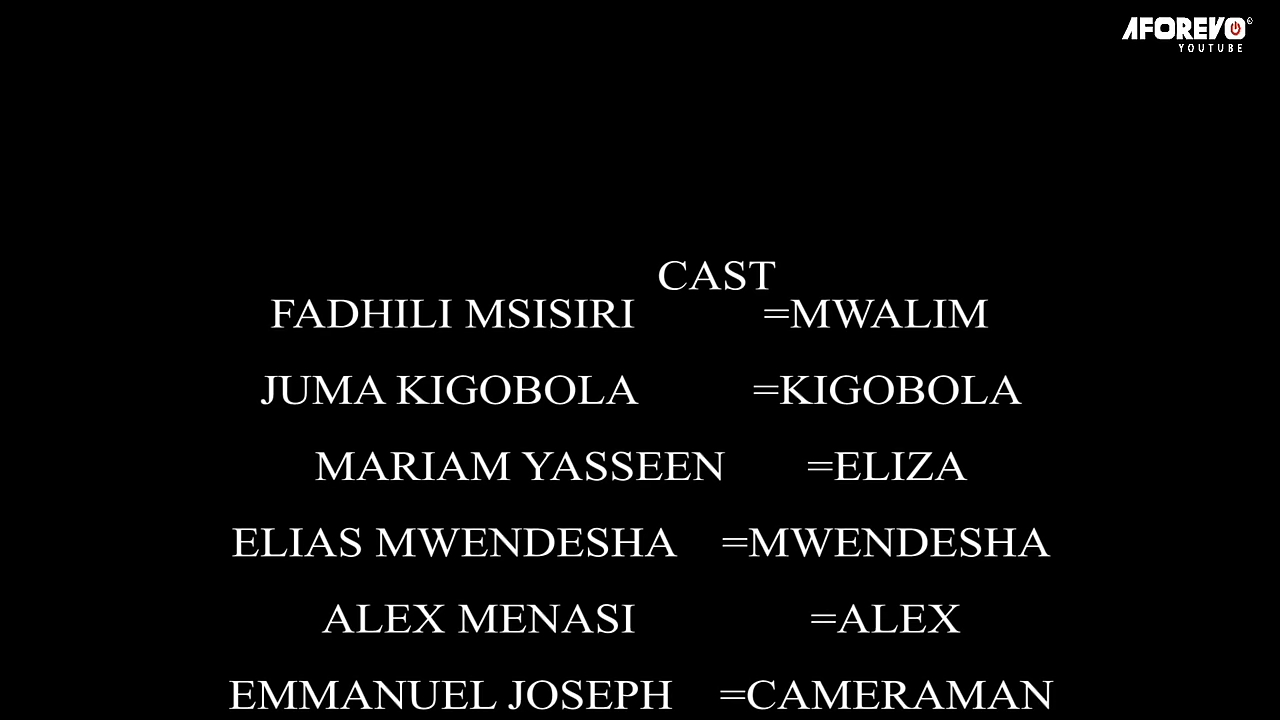 AFOREVO
YOUTUBE
CAST
FADHILI MSISIRI =MWALIM
JUMA KIGOBOLA =KIGOBOLA
MARIAM YASSEEN =ELIZA
ELIAS MWENDESHA =MWENDESHA
ALEX MENASI =ALEX
EMMANUEL JOSEPH =CAMERAMAN